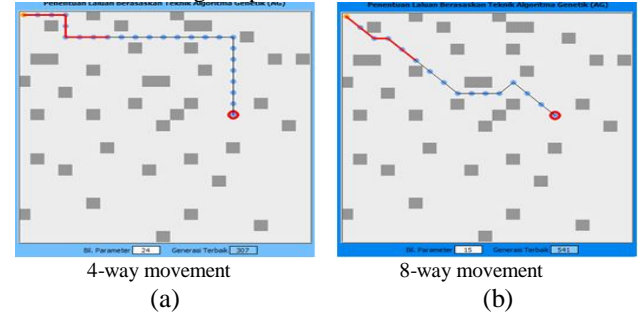 Penentuan Laluan Berasaskan Teknik Algoritma Genetik (AG)
Penentuan Laluan Berasaskan Teknik Algoritma Genetik (AG)
Bil. Parameter 24 Generasi Terbaik 307
Bil. Parameter 15 Generasi Terbaik 541
4-way movement
8-way movement
(a)
(b)